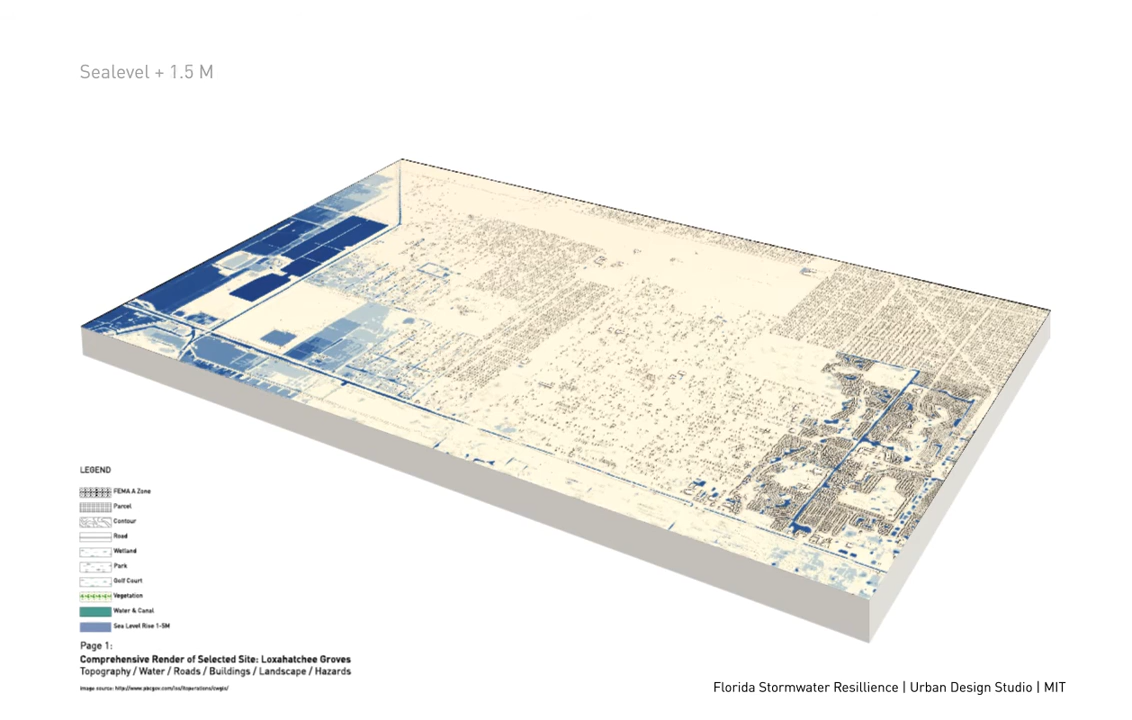 Sealevel + 1.5 M
LEGEND
FEMA A Zone
Parcel
Contour
Road
Wetland
Park
Golf Court
Vegetation
Water & Canal
Sea Level Rise 1-5M
Page 1:
Comprehensive Render of Selected Site: Loxahatchee Groves
Topography / Water / Roads / Buildings / Landscape / Hazards
Florida Stormwater Resillience | Urban Design Studio | MIT